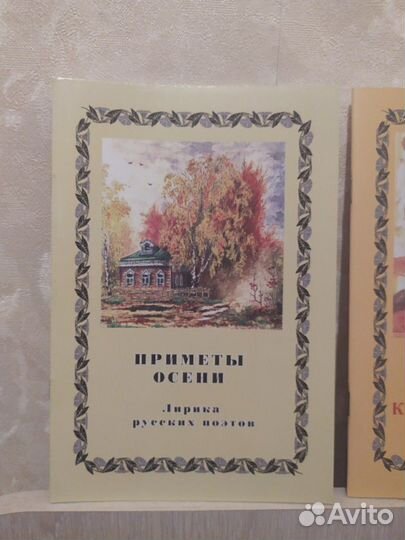 ПРИМЕТЫ
ОСЕНИ
Лирика
русских поэтов
К
Avito